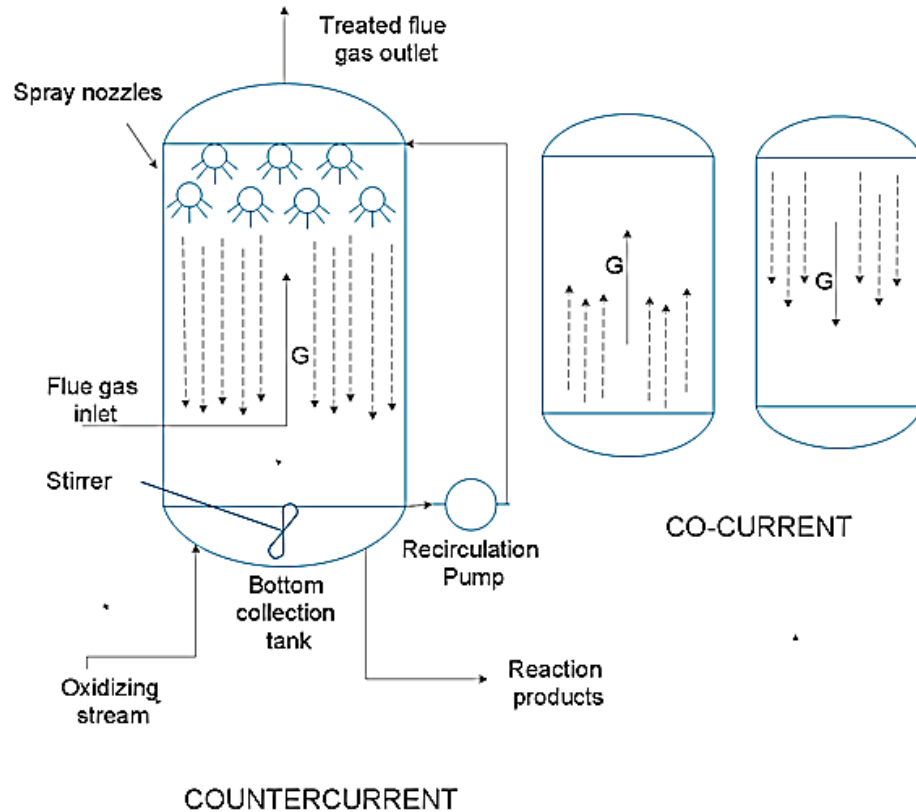 Treated flue
gas outlet
Spray nozzles
G
G
G
Flue gas
inlet
Stirrer
CO-CURRENT
Recirculation
Pump
Bottom
collection
tank
Oxidizing
stream
Reaction
products
COUNTERCURRENT